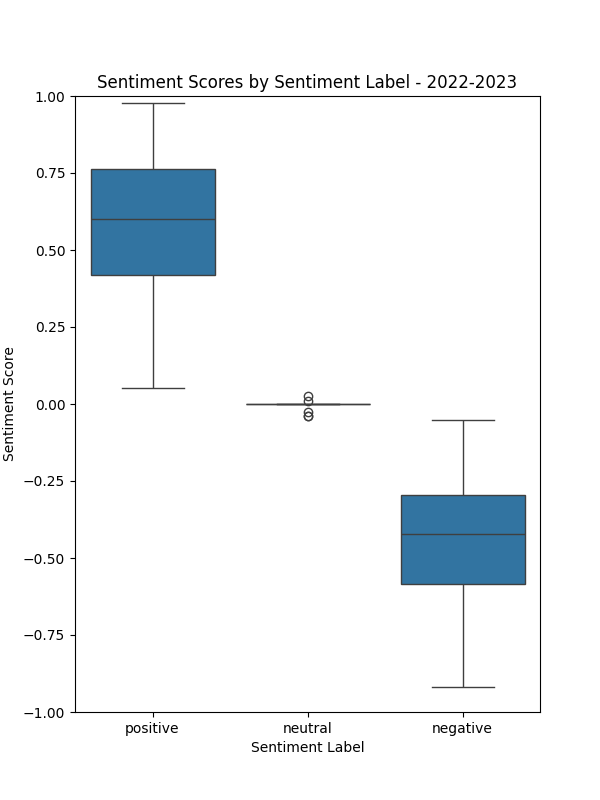 Sentiment Scores by Sentiment Label - 2022-2023
1.00
0.75
0.50
0.25
0.00
−0.25
−0.50
−0.75
−1.00
Sentiment Score
positive neutral negative
Sentiment Label